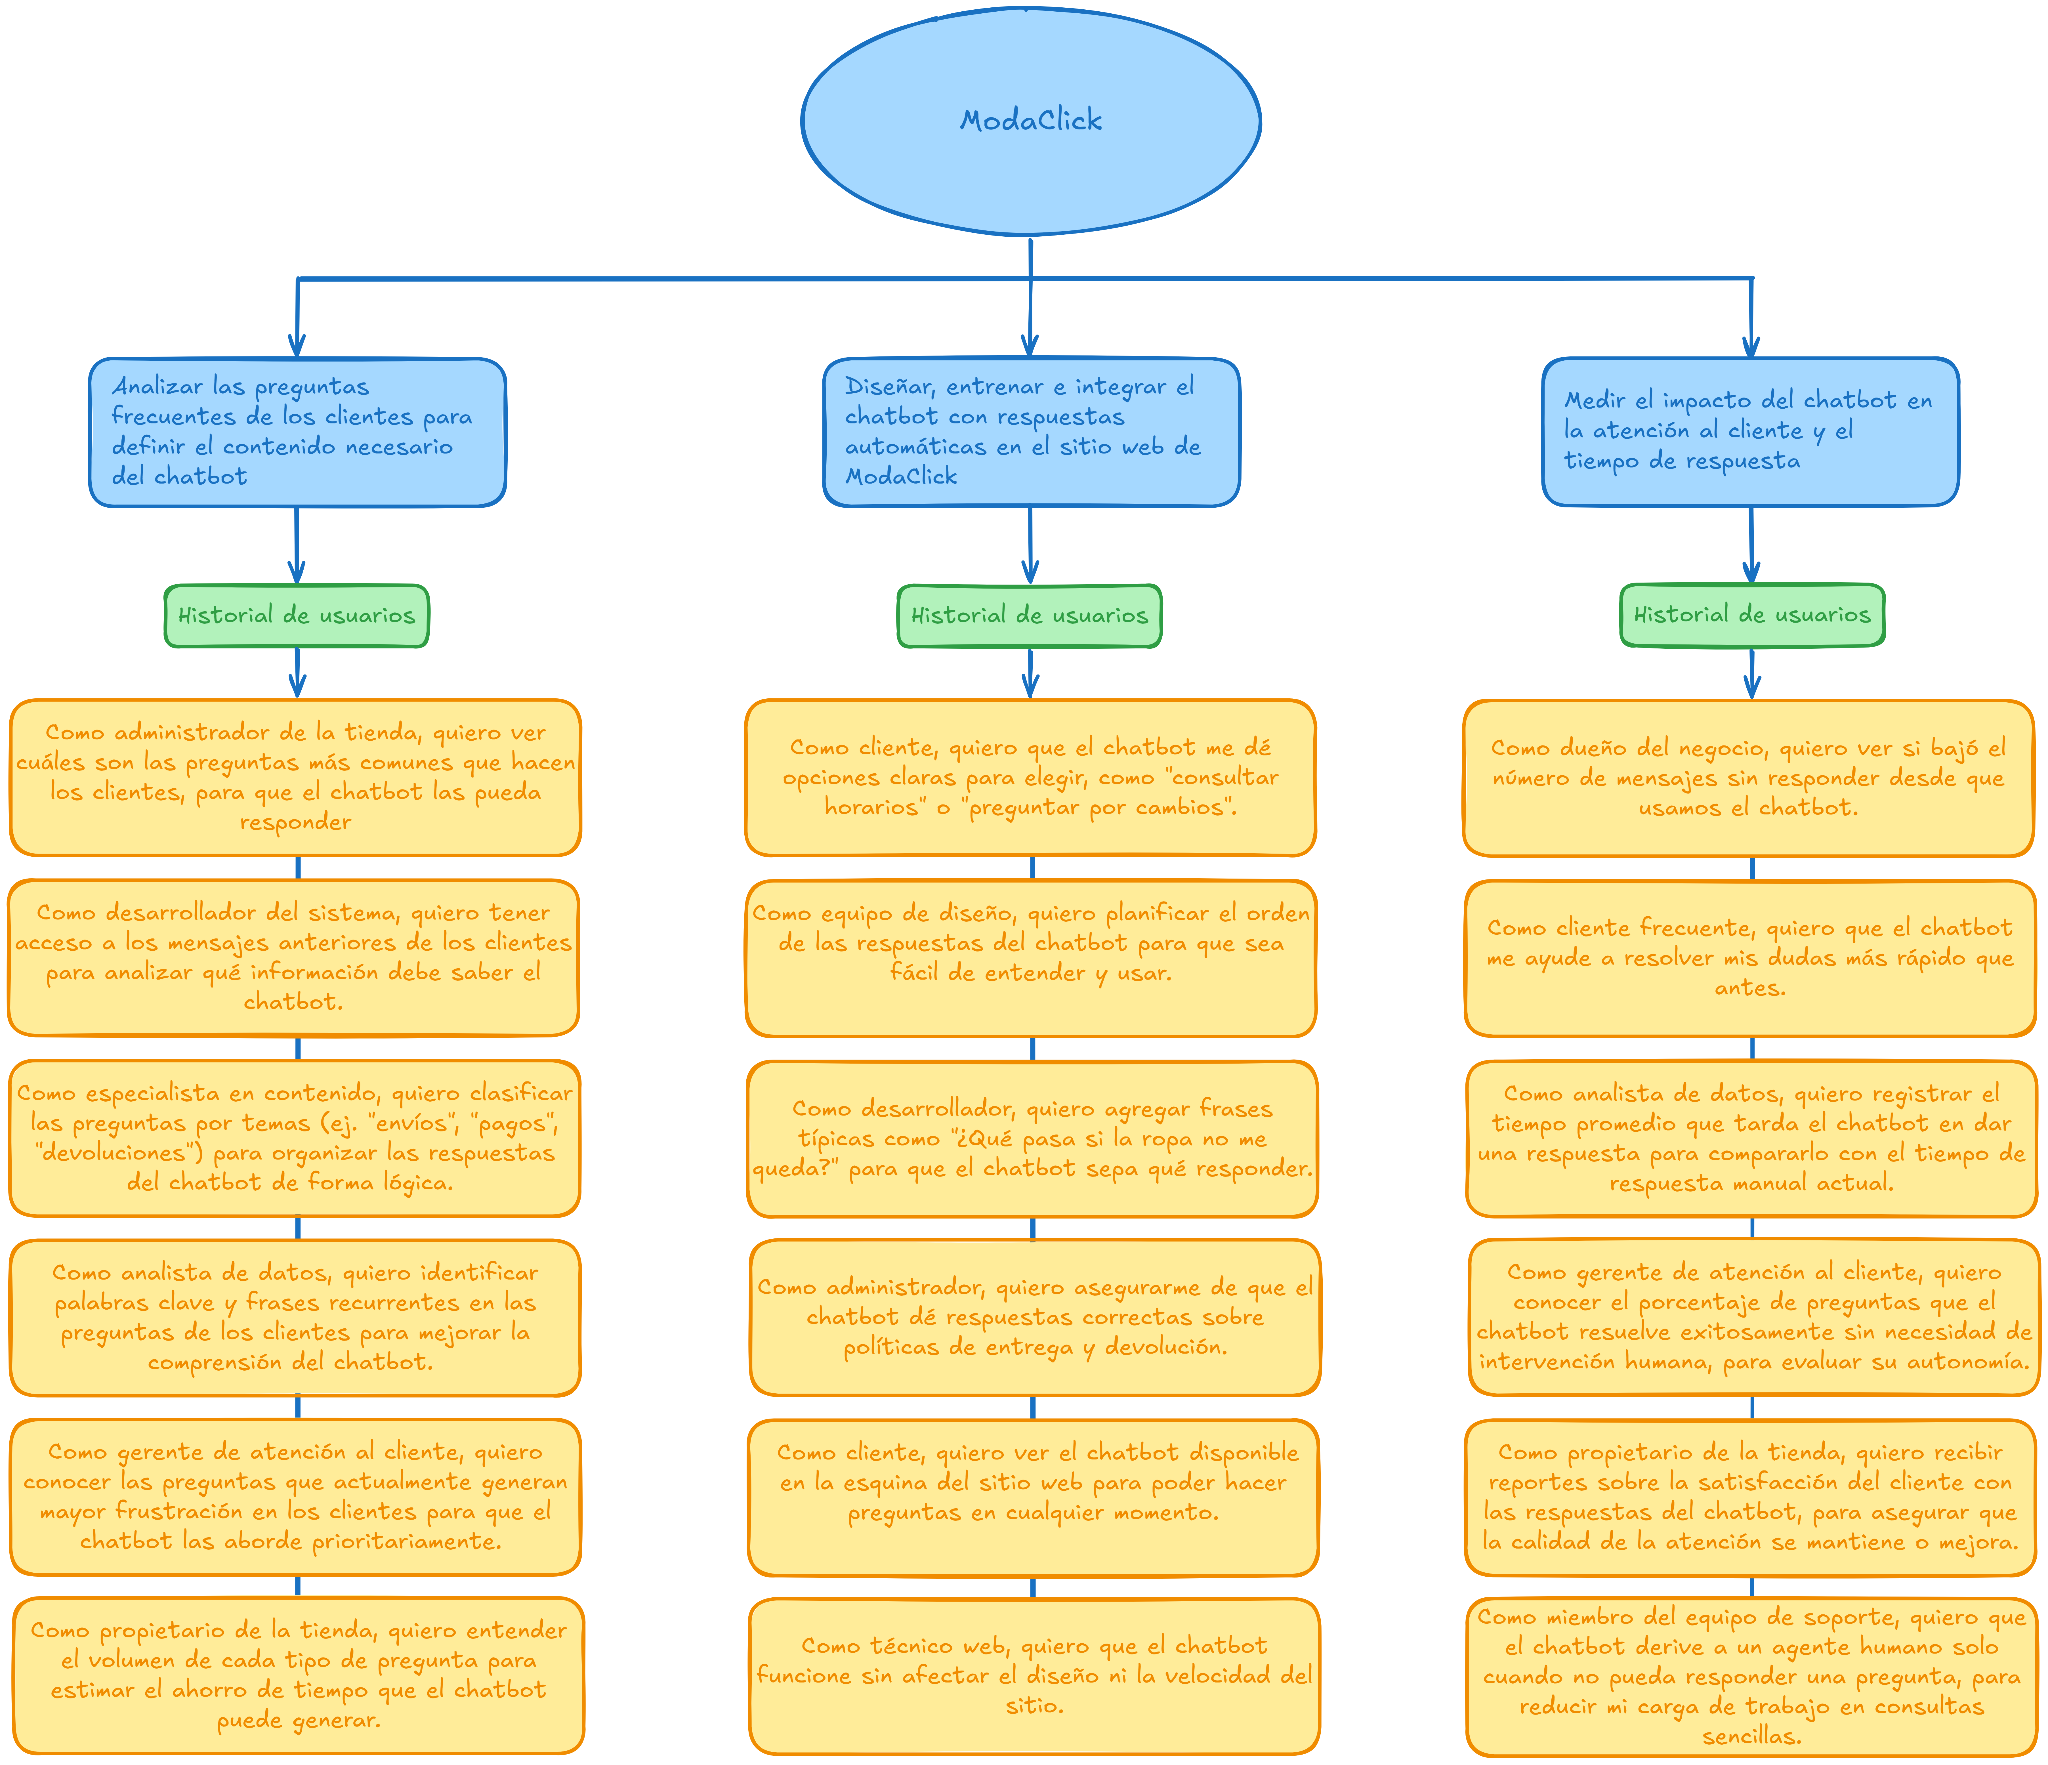 ModaClick
Analizar las preguntas
frecuentes de los clientes para
definir el contenido necesario
del chatbot
Historial de usuarios
Como administrador de la tienda, quiero ver
cuáles son las preguntas más comunes que hacen
los clientes, para que el chatbot las pueda
responder
Como desarrollador del sistema, quiero tener
acceso a los mensajes anteriores de los clientes
para analizar qué información debe saber el
chatbot.
Como especialista en contenido, quiero clasificar
las preguntas por temas (ej. "envíos", "pagos",
"devoluciones") para organizar las respuestas
del chatbot de forma lógica.
Como analista de datos, quiero identificar
palabras clave y frases recurrentes en las
preguntas de los clientes para mejorar la
comprensión del chatbot.
Como gerente de atención al cliente, quiero
conocer las preguntas que actualmente generan
mayor frustración en los clientes para que el
chatbot las aborde prioritariamente.
Como propietario de la tienda, quiero entender
el volumen de cada tipo de pregunta para
estimar el ahorro de tiempo que el chatbot
puede generar.
Diseñar, entrenar e integrar el
chatbot con respuestas
automáticas en el sitio web de
ModaClick
Historial de usuarios
Como cliente, quiero que el chatbot me dé
opciones claras para elegir, como "consultar
horarios" o "preguntar por cambios".
Como equipo de diseño, quiero planificar el orden
de las respuestas del chatbot para que sea
fácil de entender y usar.
Como desarrollador, quiero agregar frases
típicas como "¿Qué pasa si la ropa no me
queda?" para que el chatbot sepa qué responder.
Como administrador, quiero asegurarme de que el
chatbot dé respuestas correctas sobre
políticas de entrega y devolución.
Como cliente, quiero ver el chatbot disponible
en la esquina del sitio web para poder hacer
preguntas en cualquier momento.
Como técnico web, quiero que el chatbot
funcione sin afectar el diseño ni la velocidad del
sitio.
Medir el impacto del chatbot en
la atención al cliente y el
tiempo de respuesta
Historial de usuarios
Como dueño del negocio, quiero ver si bajó el
número de mensajes sin responder desde que
usamos el chatbot.
Como cliente frecuente, quiero que el chatbot
me ayude a resolver mis dudas más rápido que
antes.
Como analista de datos, quiero registrar el
tiempo promedio que tarda el chatbot en dar
una respuesta para compararlo con el tiempo de
respuesta manual actual.
Como gerente de atención al cliente, quiero
conocer el porcentaje de preguntas que el
chatbot resuelve exitosamente sin necesidad de
intervención humana, para evaluar su autonomía.
Como propietario de la tienda, quiero recibir
reportes sobre la satisfacción del cliente con
las respuestas del chatbot, para asegurar que
la calidad de la atención se mantiene o mejora.
Como miembro del equipo de soporte, quiero que
el chatbot derive a un agente humano solo
cuando no pueda responder una pregunta, para
reducir mi carga de trabajo en consultas
sencillas.